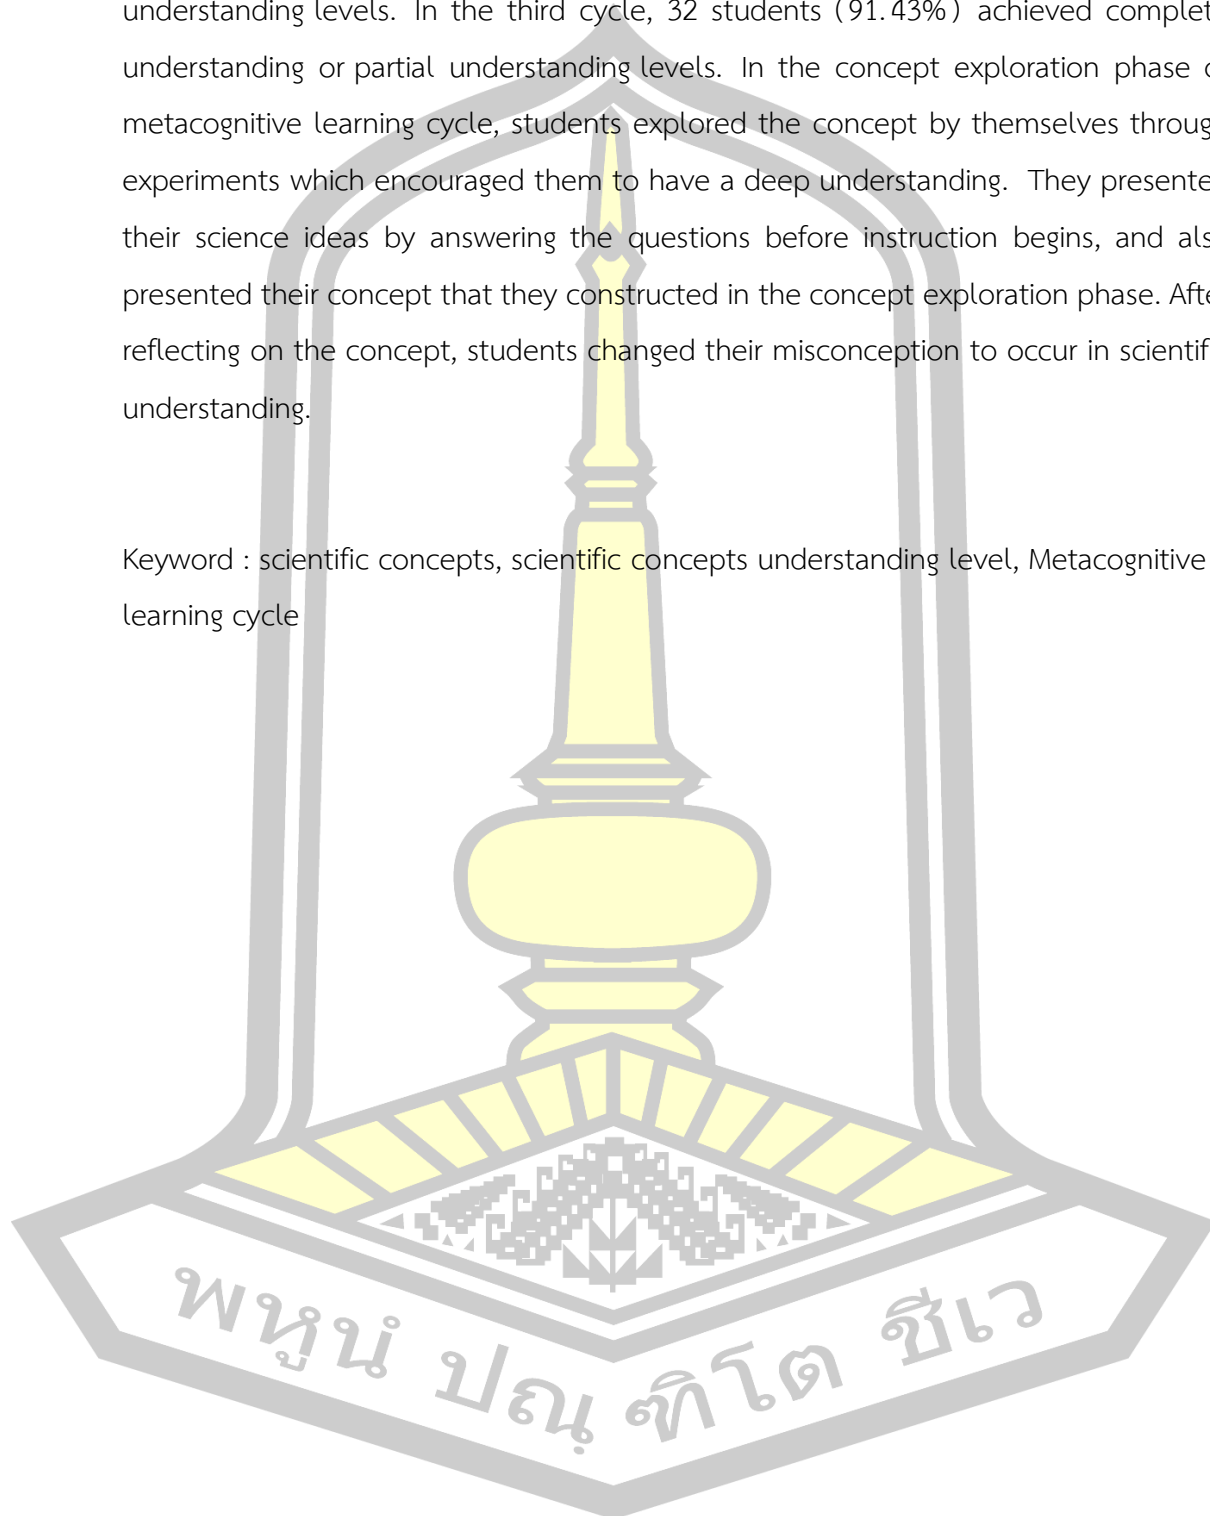 understanding levels. In the third cycle, 32 students (91.43%) achieved complet
understanding or partial understanding levels. In the concept exploration phase
metacognitive learning cycle, students explored the concept by themselves throug
experiments which encouraged them to have a deep understanding. They presente
their science ideas by answering the questions before instruction begins, and als
presented their concept that they constructed in the concept exploration phase. Afte
reflecting on the concept, students changed their misconception to occur in scientif
understanding.
Keyword : scientific concepts, scientific concepts understanding level, Metacognitive
learning cycle
พหูนํ ปณฺฑิโต ชีเว